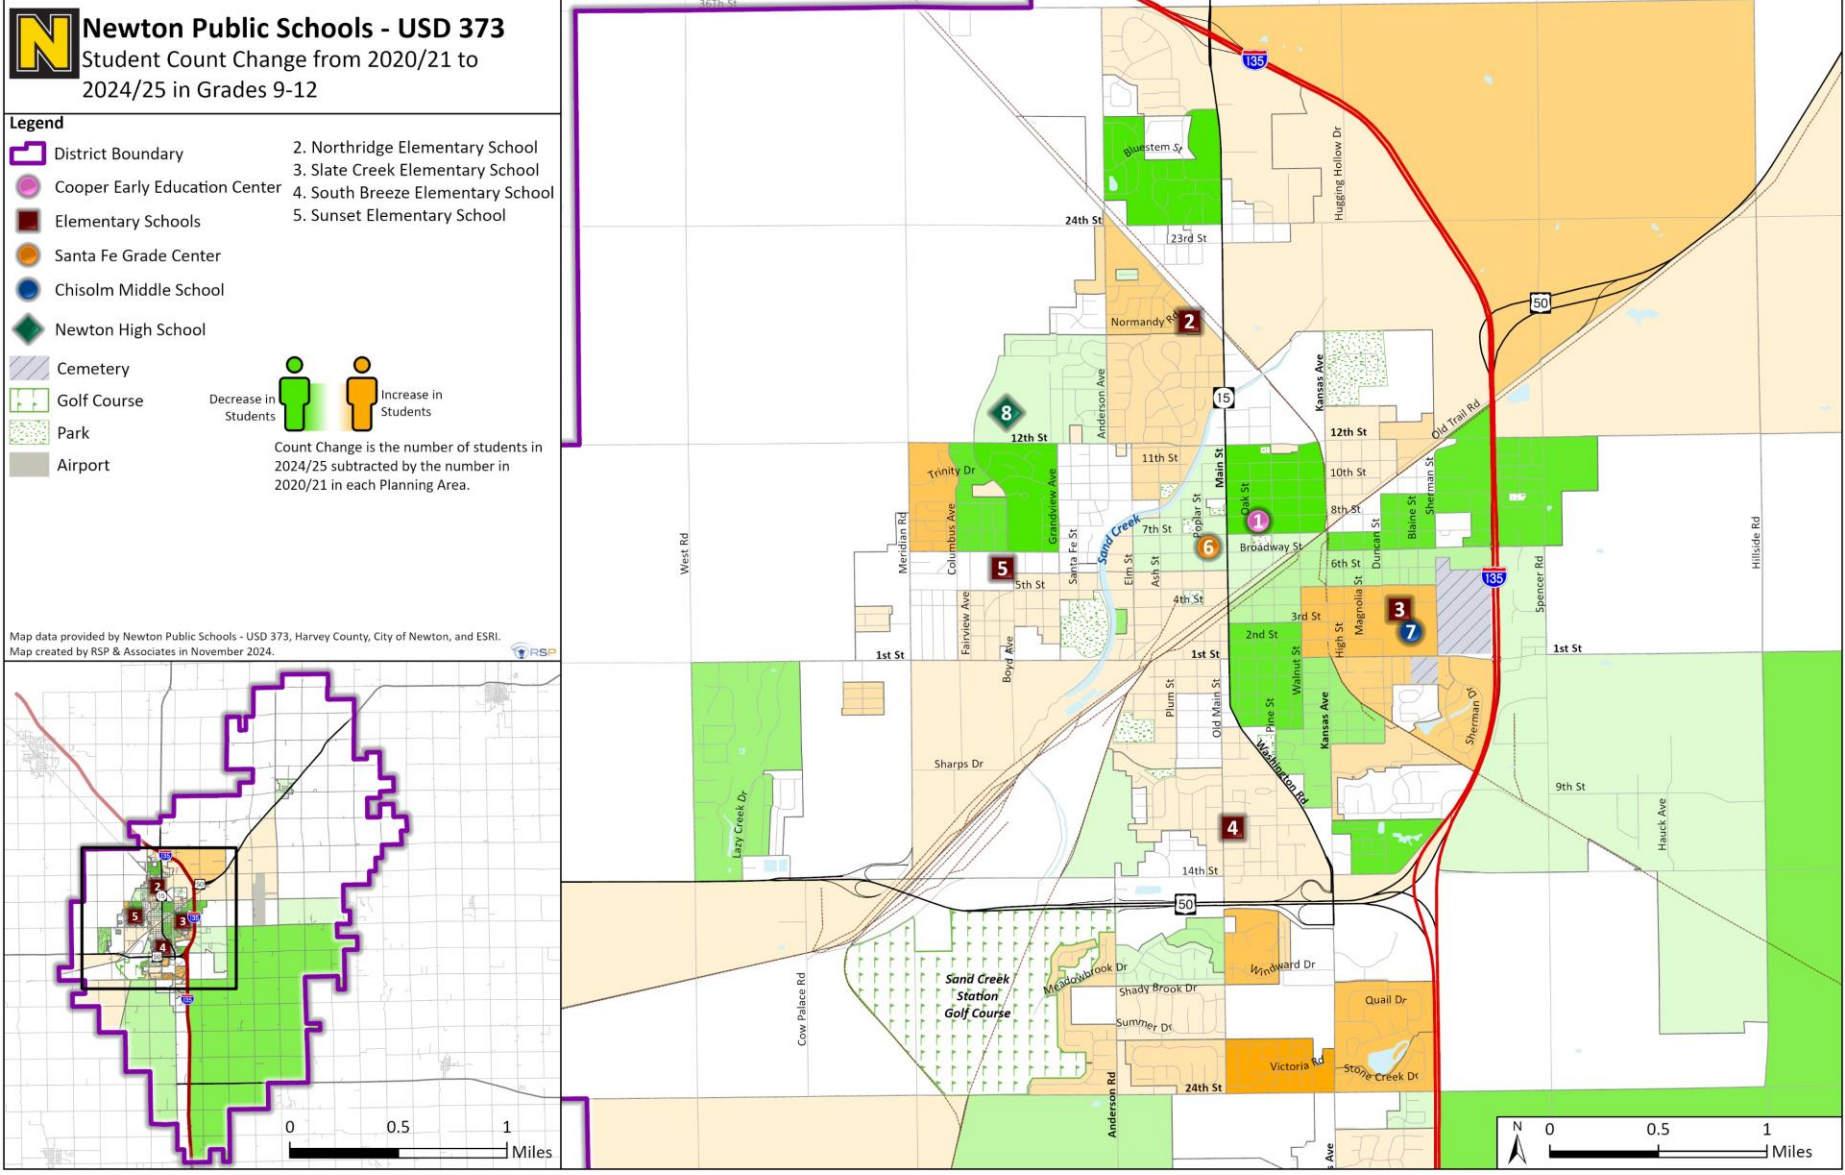 N
Newton Public Schools - USD 373
Student Count Change from 2020/21 to
2024/25 in Grades 9-12
Legend
District Boundary
Cooper Early Education Center
Elementary Schools
Santa Fe Grade Center
Chisolm Middle School
Newton High School
Cemetery
Golf Course
Park
Airport
2. Northridge Elementary School
3. Slate Creek Elementary School
4. South Breeze Elementary School
5. Sunset Elementary School
Decrease in
Students
Increase in
Students
Count Change is the number of students in
2024/25 subtracted by the number in
2020/21 in each Planning Area.
Map data provided by Newton Public Schools - USD 373, Harvey County, City of Newton, and ESRI.
Map created by RSP & Associates in November 2024.
RSP
135
50
2
15
5
3
135
4
50
135
0 0.5 1
Miles
36Th St
135
Hugging Hollow Dr
Bluestem St
24th St
23rd St
50
Normandy Rd
2
Kansas Ave
15
Anderson Ave
8
12th St
12th St
Old Trail Rd
11th St
Main St
10th St
Trinity Dr
Sherman St
Grandview Ave
Oak St
Poplar St
8th St
Blaine St
1
7th St
Sand Creek
Meridian Rd
Columbus Ave
West Rd
Santa Fe St
6
Broadway St
Duncan St
Hillside Rd
5
5th St
Elm St
Ash St
6th St
135
Spencer Rd
4th St
3
Magnolia St
3rd St
7
Fairview Ave
2nd St
High St
Boyd Ave
1st St
1st St
1st St
Walnut St
Plum St
Old Main St
Pine St
Kansas Ave
Sherman Dr
Washington Rd
Sharps Dr
9th St
Lazy Creek Dr
Hauck Ave
4
14th St
50
Sand Creek
Station
Golf Course
Meadowbrook Dr
Windward Dr
Cow Palace Rd
Shady Brook Dr
Quail Dr
Summer Dr
Victoria Rd
Stone Creek Dr
24th St
Anderson Rd
s Ave
N
0 0.5 1
Miles